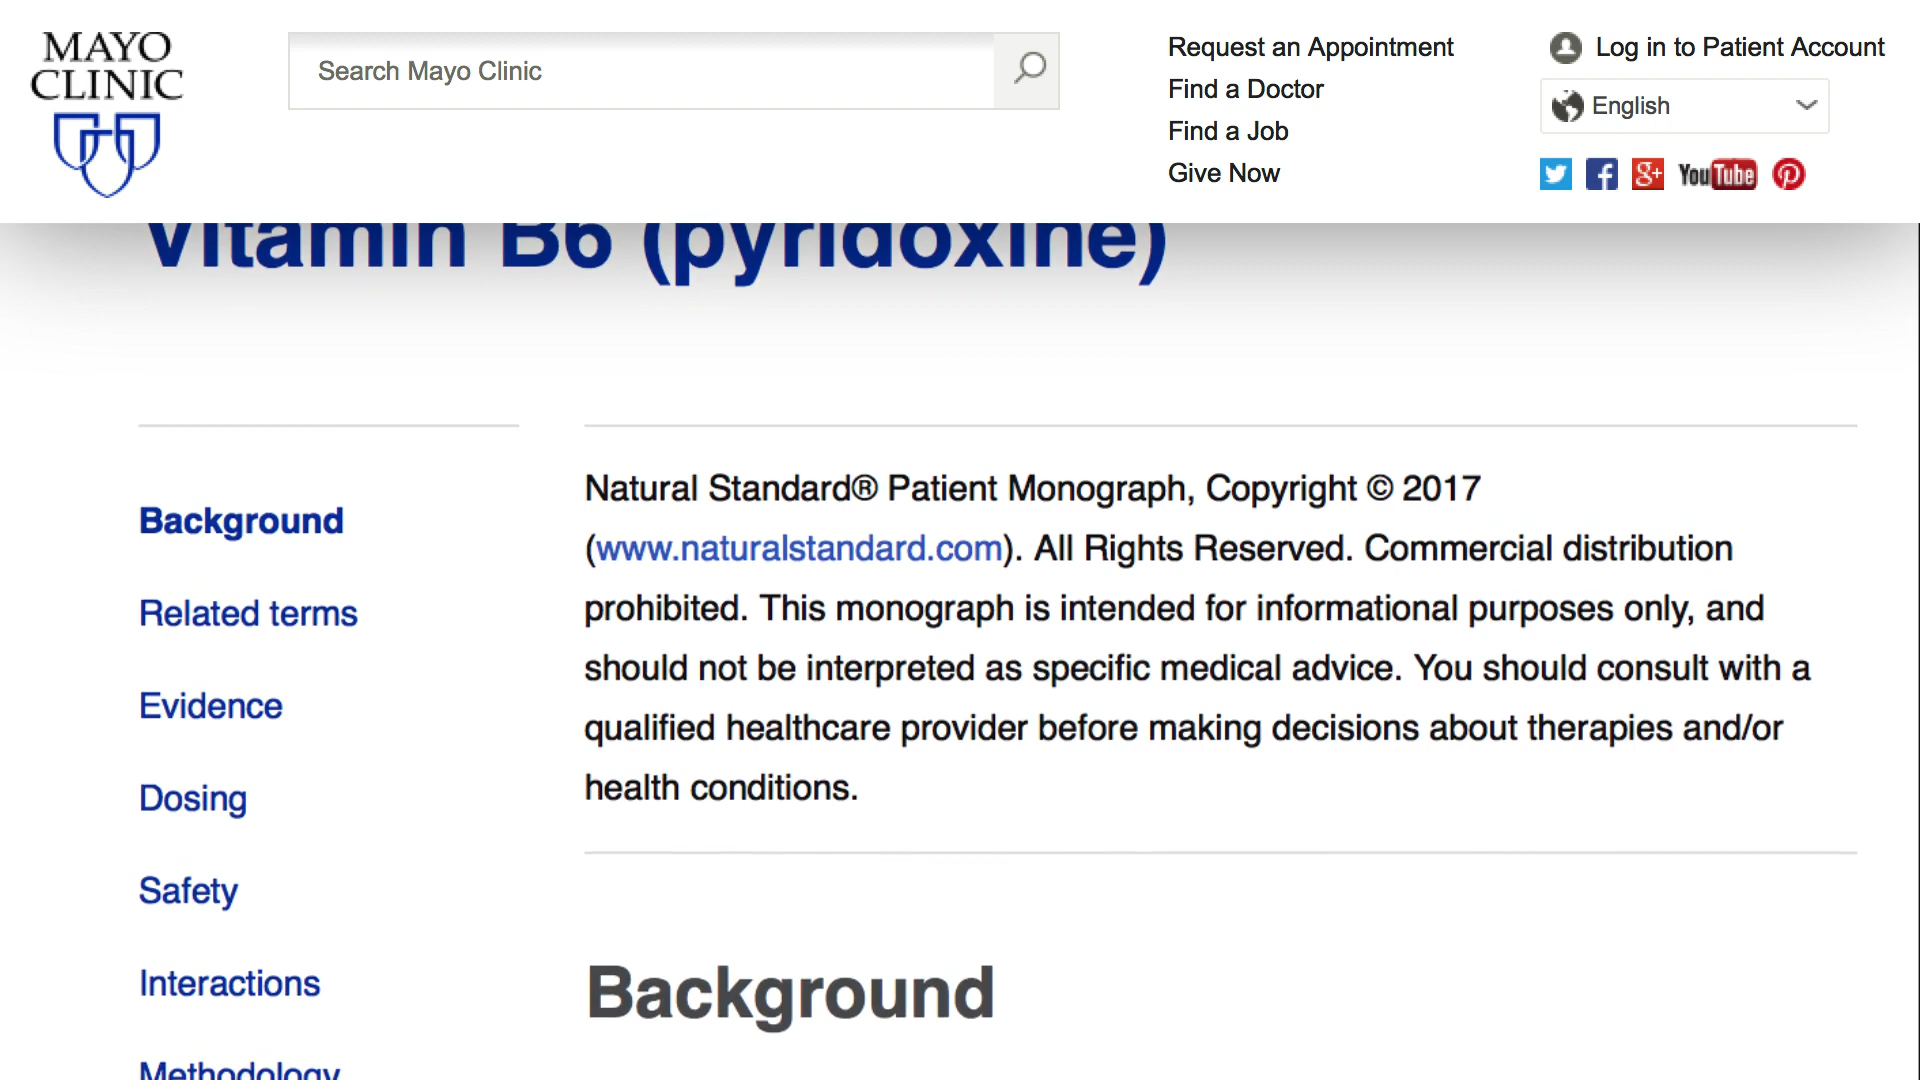 MAYO
CLINIC
Search Mayo Clinic
Request an Appointment
Find a Doctor
Find a Job
Give Now
Log in to Patient Account
English
g+
YouTube
Vitamin B6 (pyridoxine)
Background
Related terms
Evidence
Dosing
Safety
Interactions
Methodology
Natural Standard® Patient Monograph, Copyright © 2017
(www.naturalstandard.com). All Rights Reserved. Commercial distribution
prohibited. This monograph is intended for informational purposes only, and
should not be interpreted as specific medical advice. You should consult with a
qualified healthcare provider before making decisions about therapies and/or
health conditions.
Background